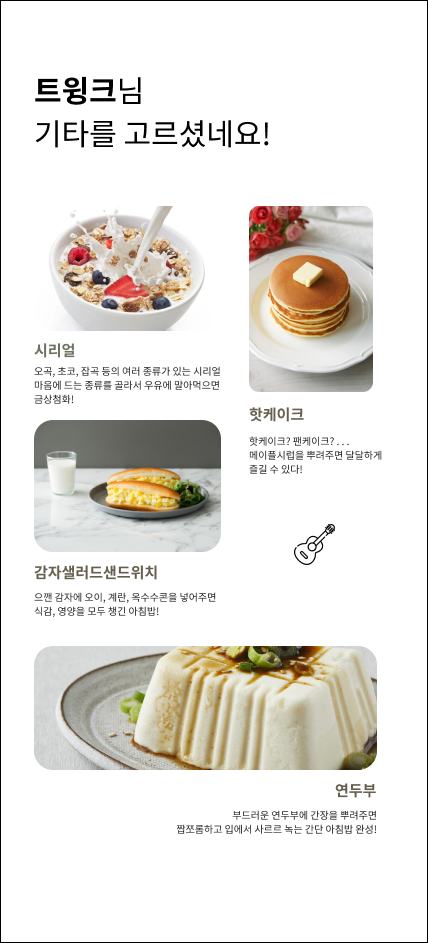 트윙크님
기타를 고르셨네요!
시리얼
오곡, 초코, 잡곡 등의 여러 종류가 있는 시리얼
마음에 드는 종류를 골라서 우유에 말아먹으면
금상첨화!
핫케이크
핫케이크? 팬케이크? . . .
메이플시럽을 뿌려주면 달달하게
즐길 수 있다!
감자샐러드샌드위치
으깬 감자에 오이, 계란, 옥수수콘을 넣어주면
식감, 영양을 모두 챙긴 아침밥!
연두부
부드러운 연두부에 간장을 뿌려주면
짭쪼롬하고 입에서 사르르 녹는 간단 아침밥 완성!